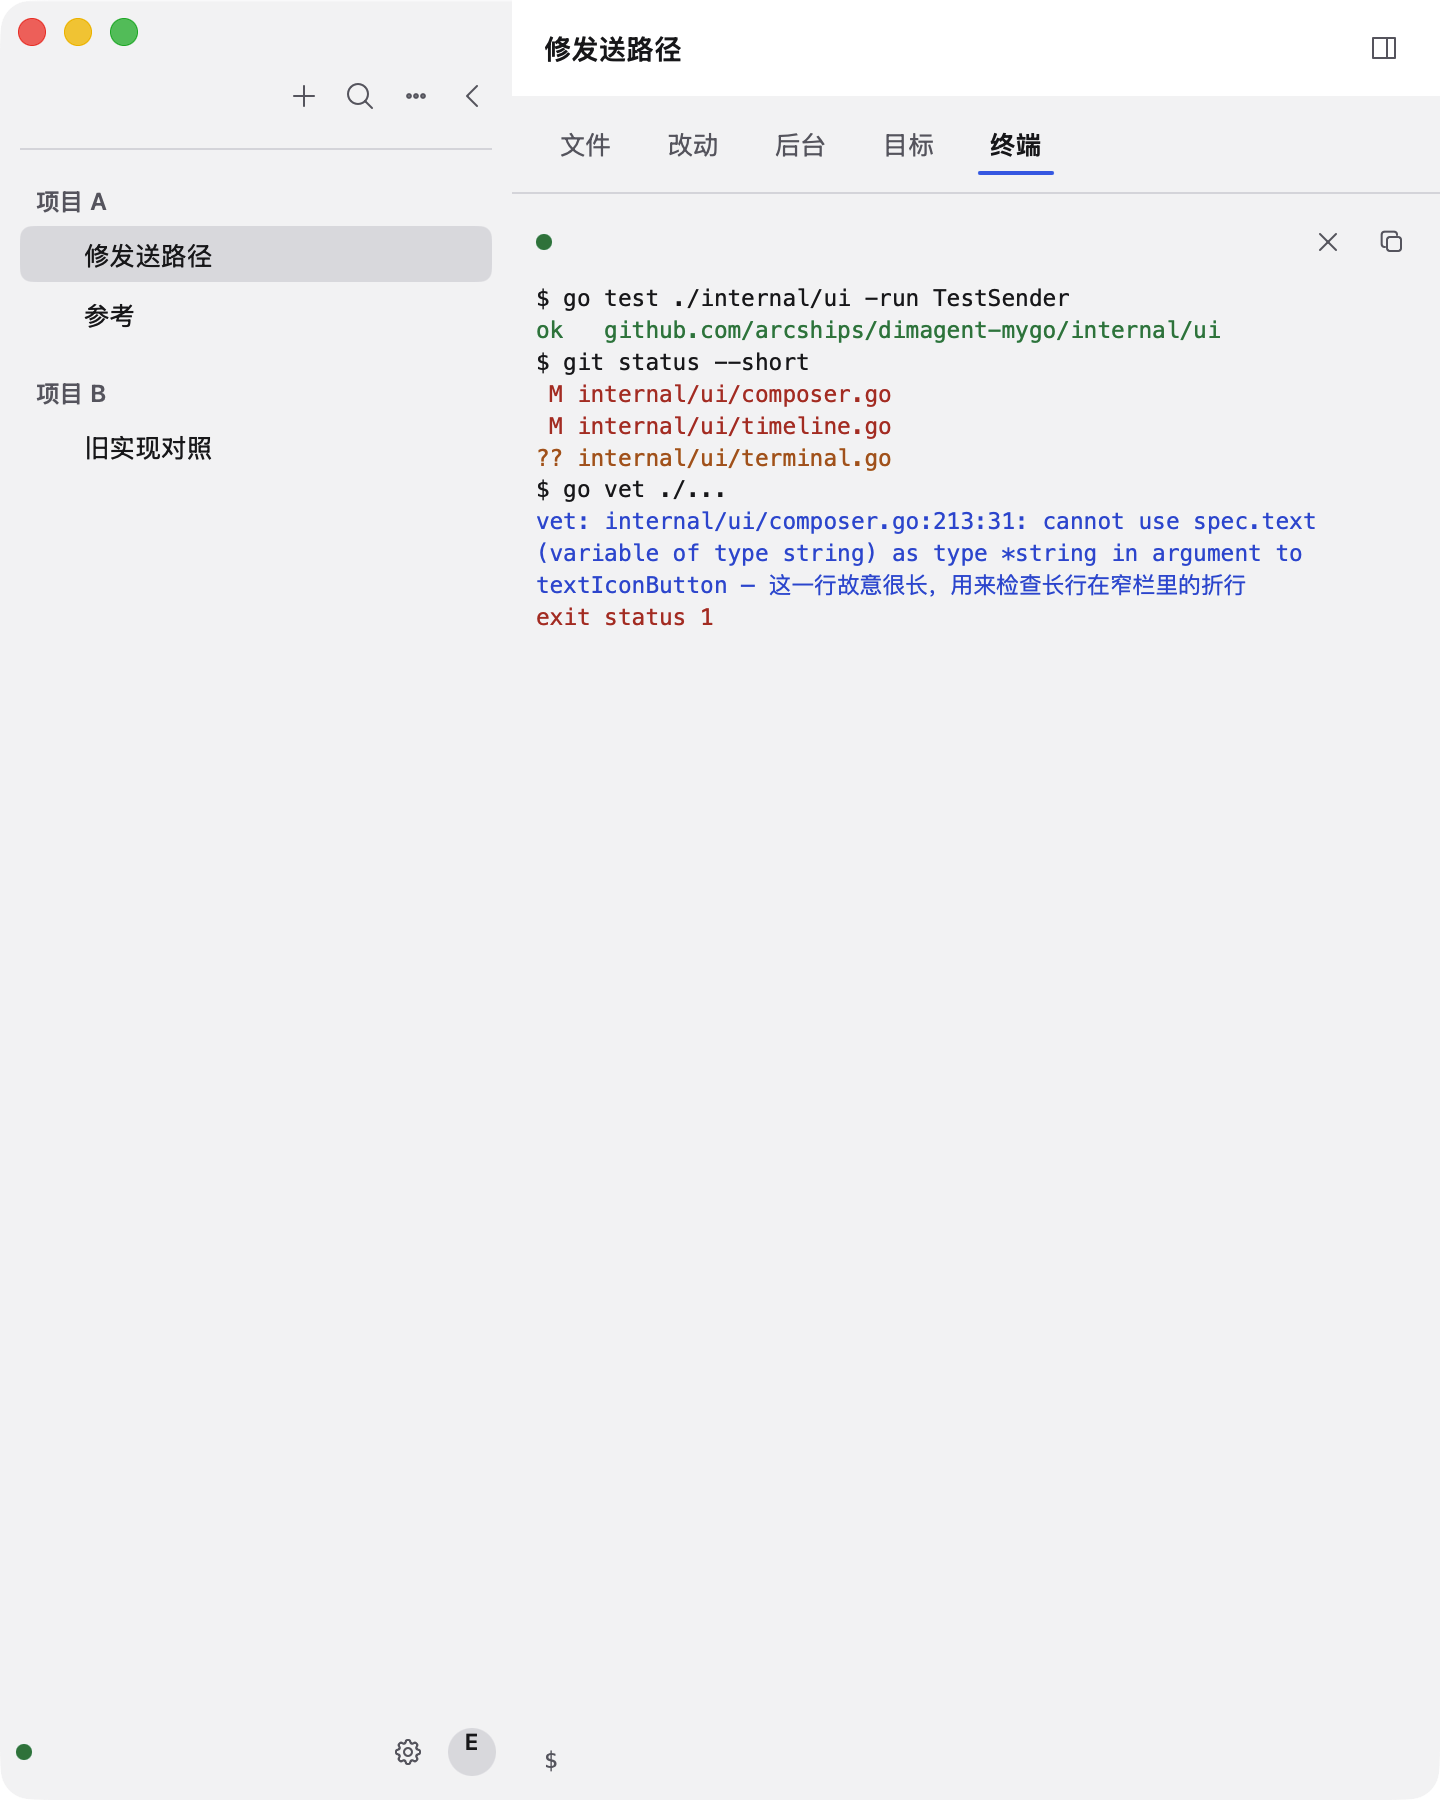 修发送路径
项目 A
修发送路径
参考
项目 B
旧实现对照
文件 改动 后台 目标 终端
$ go test ./internal/ui -run TestSender
ok   github.com/arcships/dimagent-mygo/internal/ui
$ git status --short
 M internal/ui/composer.go
 M internal/ui/timeline.go
?? internal/ui/terminal.go
$ go vet ./...
vet: internal/ui/composer.go:213:31: cannot use spec.text
(variable of type string) as type *string in argument to
textIconButton — 这一行故意很长，用来检查长行在窄栏里的折行
exit status 1
E
$